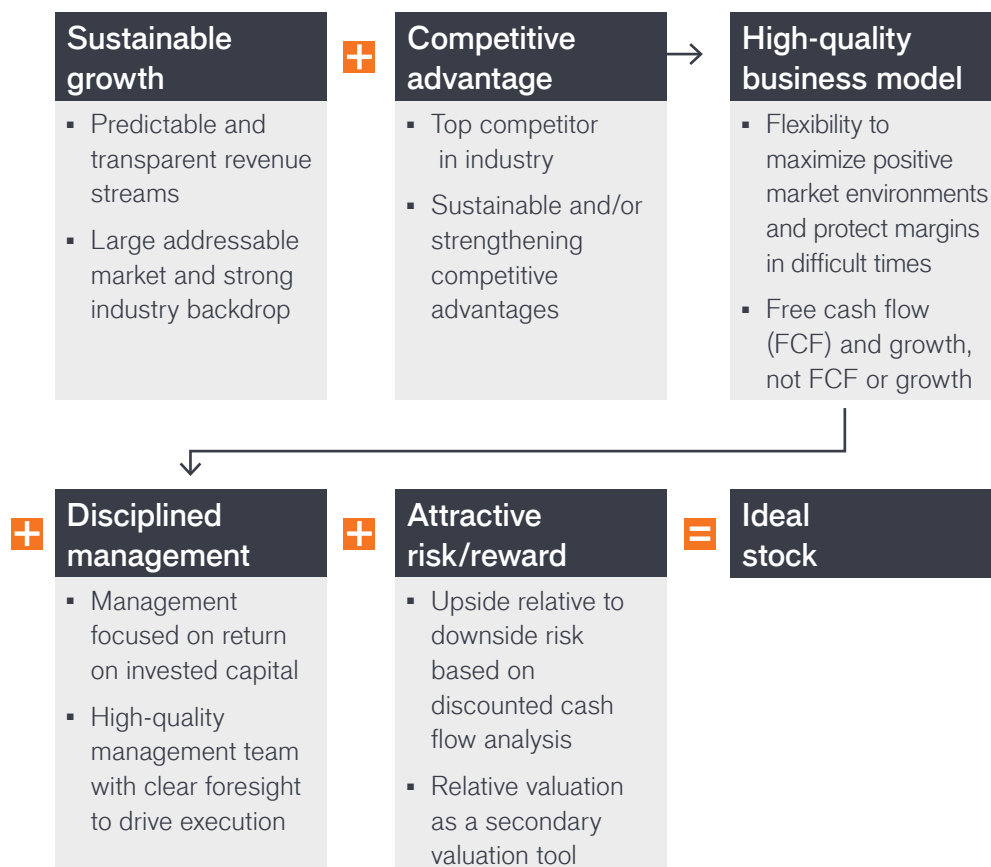 Sustainable
growth
▪ Predictable and
transparent revenue
streams
▪ Large addressable
market and strong
industry backdrop
+
Competitive
advantage
▪ Top competitor
in industry
▪ Sustainable and/or
strengthening
competitive
advantages
High-quality
business model
▪ Flexibility to
maximize positive
market environments
and protect margins
in difficult times
▪ Free cash flow
(FCF) and growth,
not FCF or growth
+
Disciplined
management
▪ Management
focused on return
on invested capital
▪ High-quality
management team
with clear foresight
to drive execution
+
Attractive
risk/reward
▪ Upside relative to
downside risk
based on
discounted cash
flow analysis
▪ Relative valuation
as a secondary
valuation tool
=
Ideal
stock